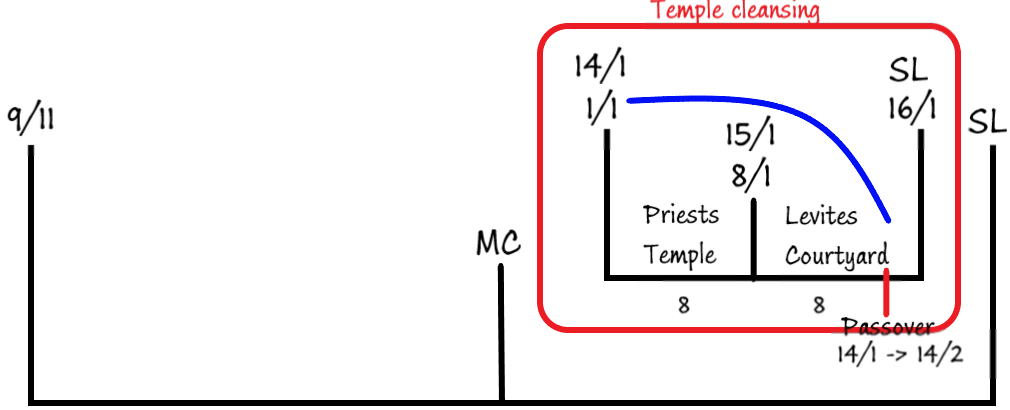 Temple cleansing
14/1
1/1
SL
16/1
9/11
15/1
8/1
SL
Priests
Temple
Levites
Courtyard
MC
8
8
Passover
14/1 -> 14/2